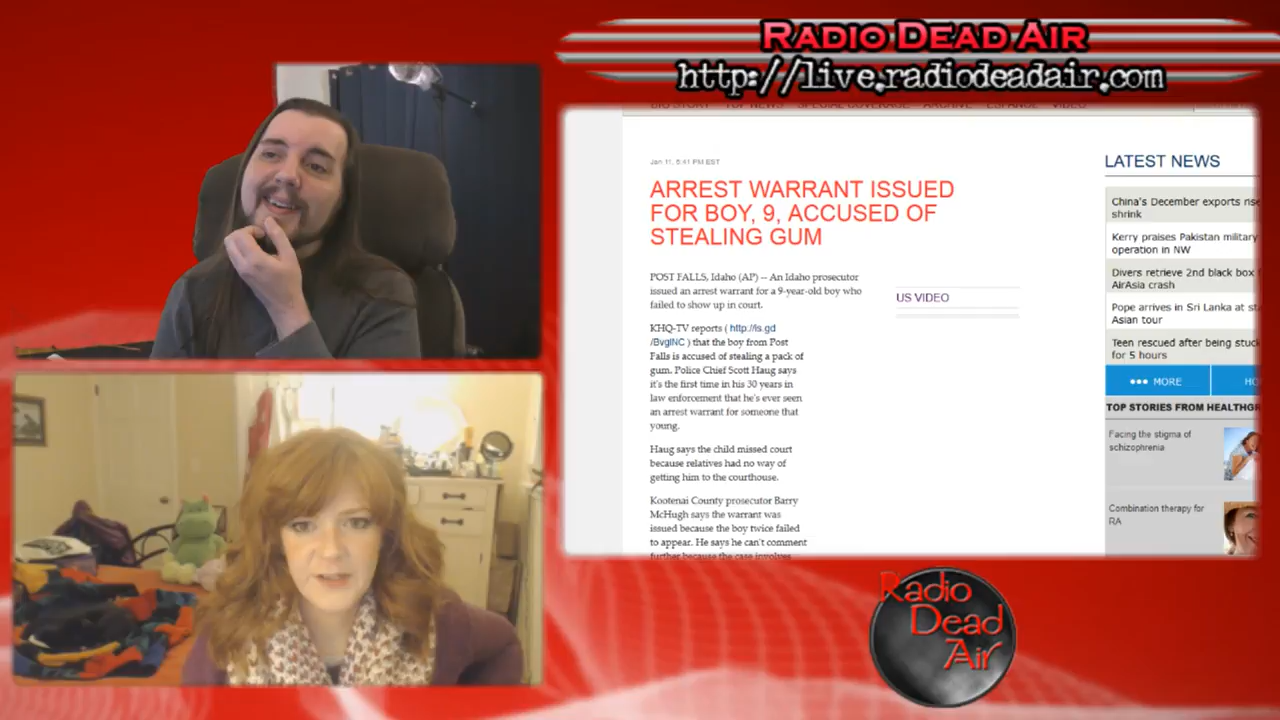 RADIO DEAD AIR
http://live.radiodeadair.com
Jan 11, 6:41 PM EST
ARREST WARRANT ISSUED
FOR BOY, 9, ACCUSED OF
STEALING GUM
POST FALLS, Idaho (AP) -- An Idaho prosecutor
issued an arrest warrant for a 9-year-old boy who
failed to show up in court.
KHQ-TV reports ( http://is.gd
) that the boy from Post
Falls is accused of stealing a pack of
gum. Police Chief Scott Haug says
it's the first time in his 30 years in
law enforcement that he's ever seen
an arrest warrant for someone that
young.
Haug says the child missed court
because relatives had no way of
getting him to the courthouse.
Kootenai County prosecutor Barry
McHugh says the warrant was
issued because the boy twice failed
to appear. He says he can't comment
further because the case involves
US VIDEO
LATEST NEWS
China's December exports rise
shrink
Kerry praises Pakistan military
operation in NW
Divers retrieve 2nd black box
AirAsia crash
Pope arrives in Sri Lanka at
Asian tour
Teen rescued after being stuck
for 5 hours
••• MORE
TOP STORIES FROM
Facing the stigma of
schizophrenia
Combination therapy for
RA
Radio
Dead
Air